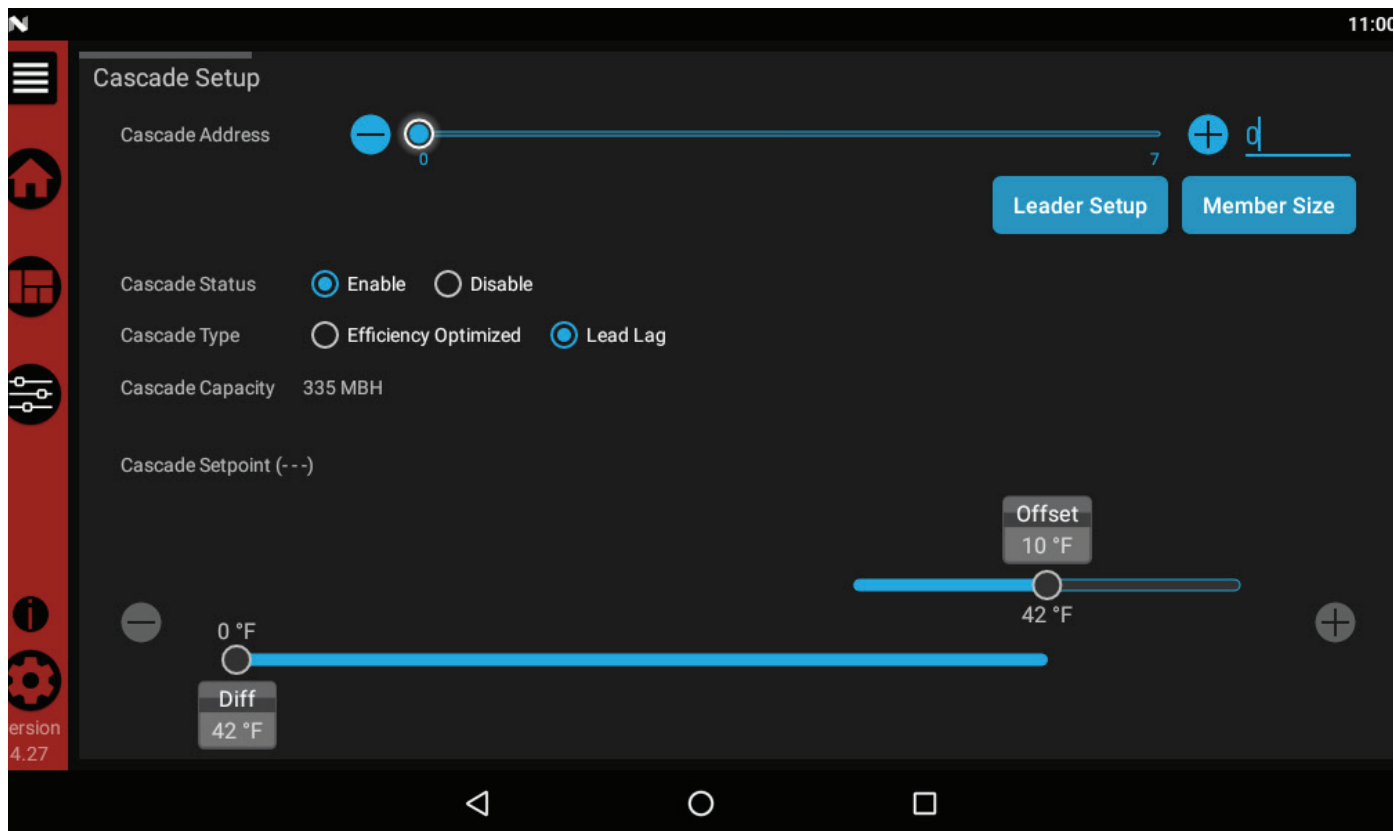 11:00
Cascade Setup
Cascade Address
0
7
0
Leader Setup
Member Size
Cascade Status
Enable
Disable
Cascade Type
Efficiency Optimized
Lead Lag
Cascade Capacity 335 MBH
Cascade Setpoint (---)
Offset
10 °F
42 °F
0 °F
Diff
42 °F
ersion
4.27